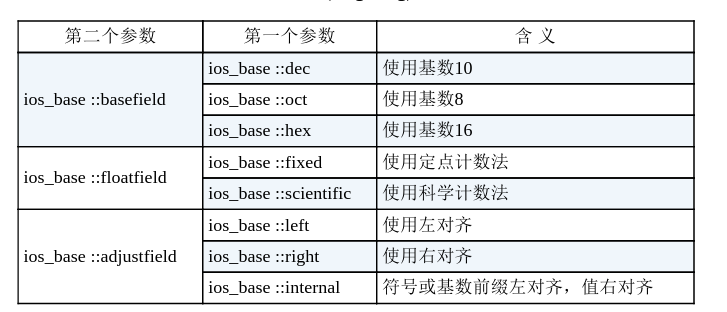 第二个参数 第一个参数 含 义
ios_base ::basefield ios_base ::dec 使用基数10
ios_base ::oct 使用基数8
ios_base ::hex 使用基数16
ios_base ::floatfield ios_base ::fixed 使用定点计数法
ios_base ::scientific 使用科学计数法
ios_base ::adjustfield ios_base ::left 使用左对齐
ios_base ::right 使用右对齐
ios_base ::internal 符号或基数前缀左对齐，值右对齐